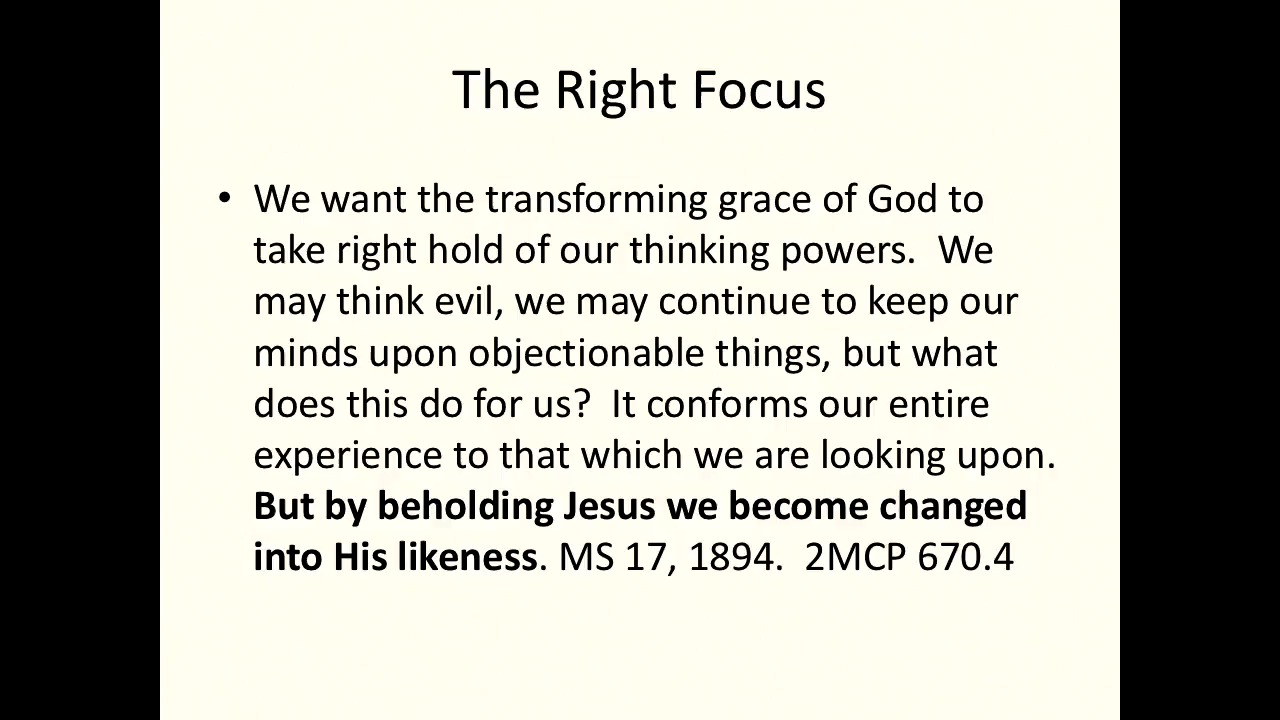 The Right Focus
• We want the transforming grace of God to
take right hold of our thinking powers.  We
may think evil, we may continue to keep our
minds upon objectionable things, but what
does this do for us?  It conforms our entire
experience to that which we are looking upon.
But by beholding Jesus we become changed
into His likeness. MS 17, 1894.  2MCP 670.4